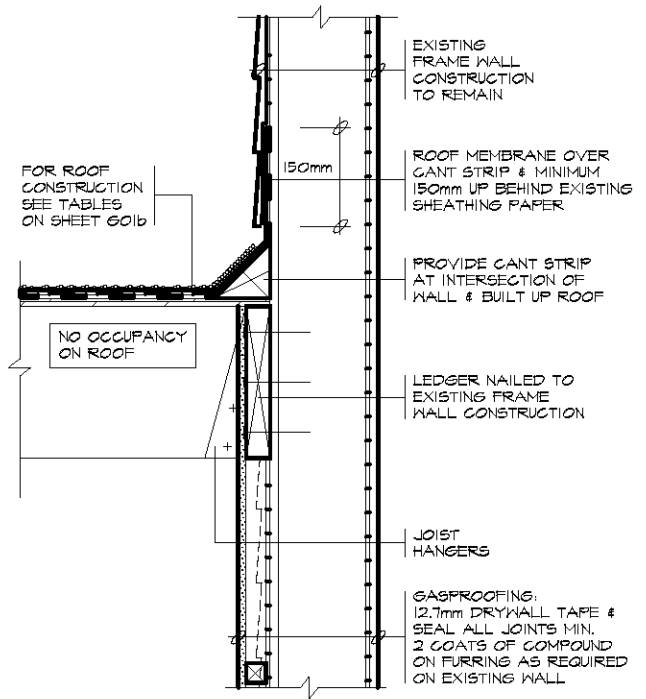 EXISTING
FRAME WALL
CONSTRUCTION
TO REMAIN
150mm
ROOF MEMBRANE OVER
CANT STRIP & MINIMUM
150mm UP BEHIND EXISTING
SHEATHING PAPER
FOR ROOF
CONSTRUCTION
SEE TABLES
ON SHEET G01b
PROVIDE CANT STRIP
AT INTERSECTION OF
WALL & BUILT UP ROOF
NO OCCUPANCY
ON ROOF
LEDGER NAILED TO
EXISTING FRAME
WALL CONSTRUCTION
JOIST
HANGERS
GASPROOFING:
12.7mm DRYWALL TAPE &
SEAL ALL JOINTS MIN.
2 COATS OF COMPOUND
ON FURRING AS REQUIRED
ON EXISTING WALL